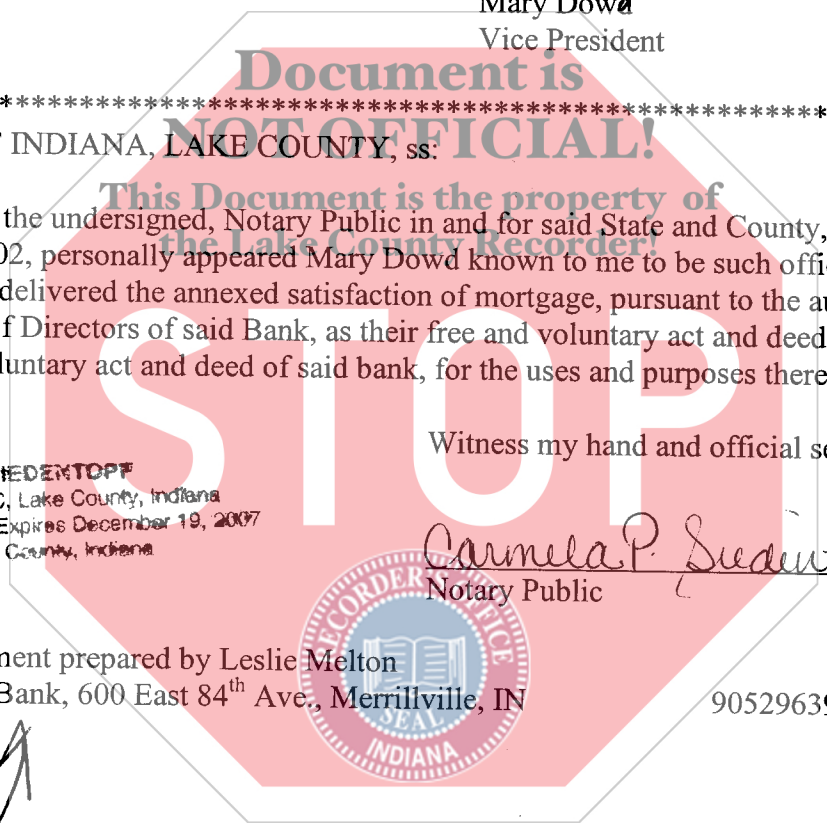 Mary Dowd
Vice President
Document is
****************************************************************
INDIANA, LAKE COUNTY, ss:
NOT OFFICIAL!
This Document is the property of
the undersigned, Notary Public in and for said State and County,
the Lake County Recorder!
02, personally appeared Mary Dowd known to me to be such offi
delivered the annexed satisfaction of mortgage, pursuant to the au
f Directors of said Bank, as their free and voluntary act and deed
luntary act and deed of said bank, for the uses and purposes there
STOP
Witness my hand and official se
EDENTOPF
C, Lake County, Indiana
Expires December 19, 2007
County, Indiana
Carmela P.
Notary Public
RECORDER'S OFFICE
SEAL
INDIANA
ment prepared by Leslie Melton
Bank, 600 East 84th Ave., Merrillville, IN
9052963